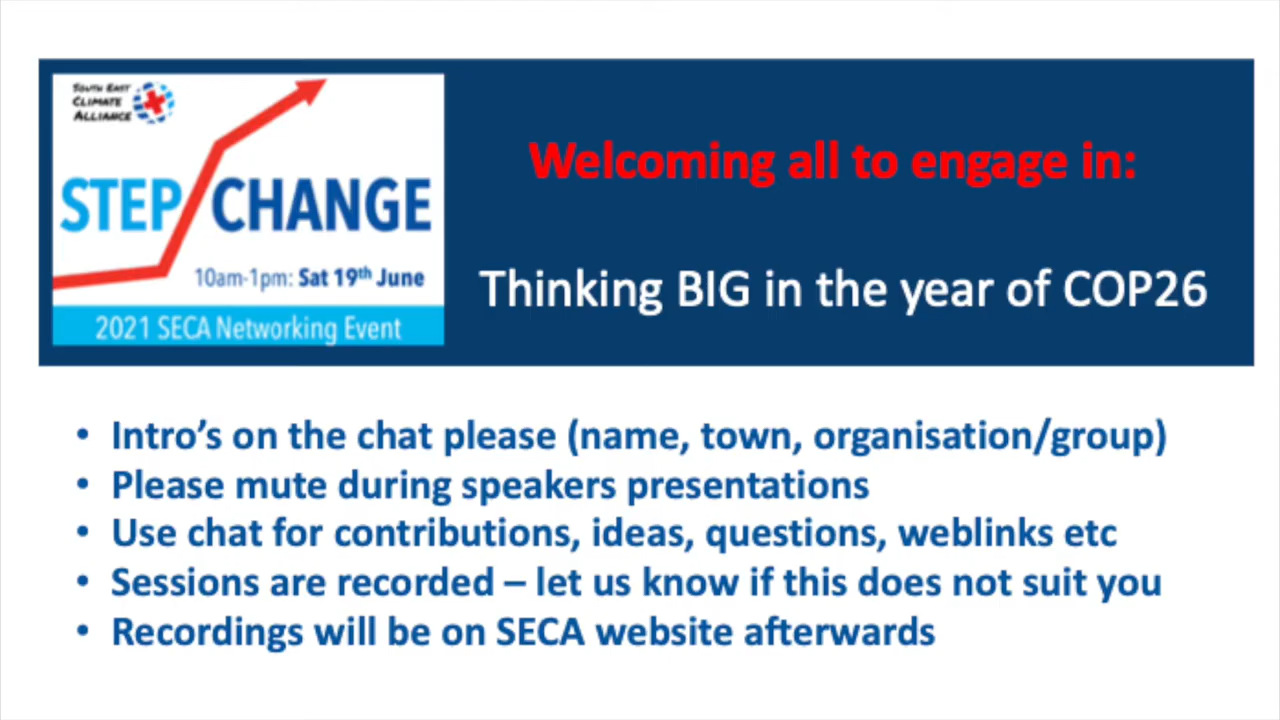 SOUTH EAST
CLIMATE
ALLIANCE
STEP CHANGE
10am-1pm: Sat 19th June
2021 SECA Networking Event
Welcoming all to engage in:
Thinking BIG in the year of COP26
• Intro’s on the chat please (name, town, organisation/group)
• Please mute during speakers presentations
• Use chat for contributions, ideas, questions, weblinks etc
• Sessions are recorded – let us know if this does not suit you
• Recordings will be on SECA website afterwards